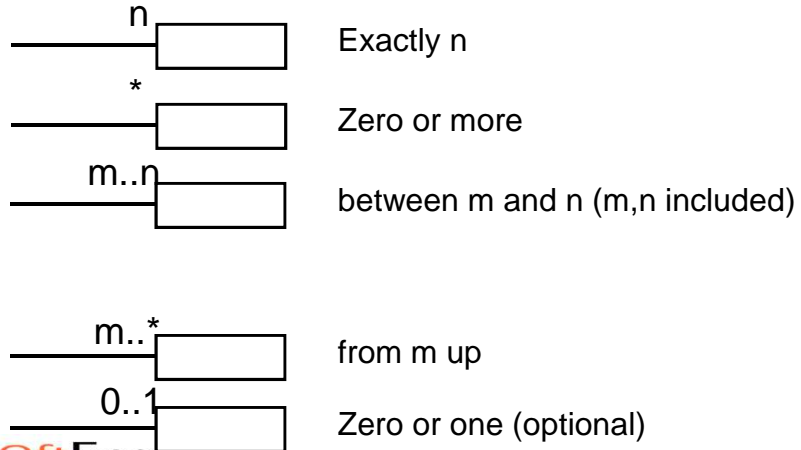 n
Exactly n
*
Zero or more
m..n
between m and n (m,n included)
m..*
from m up
0..1
Zero or one (optional)